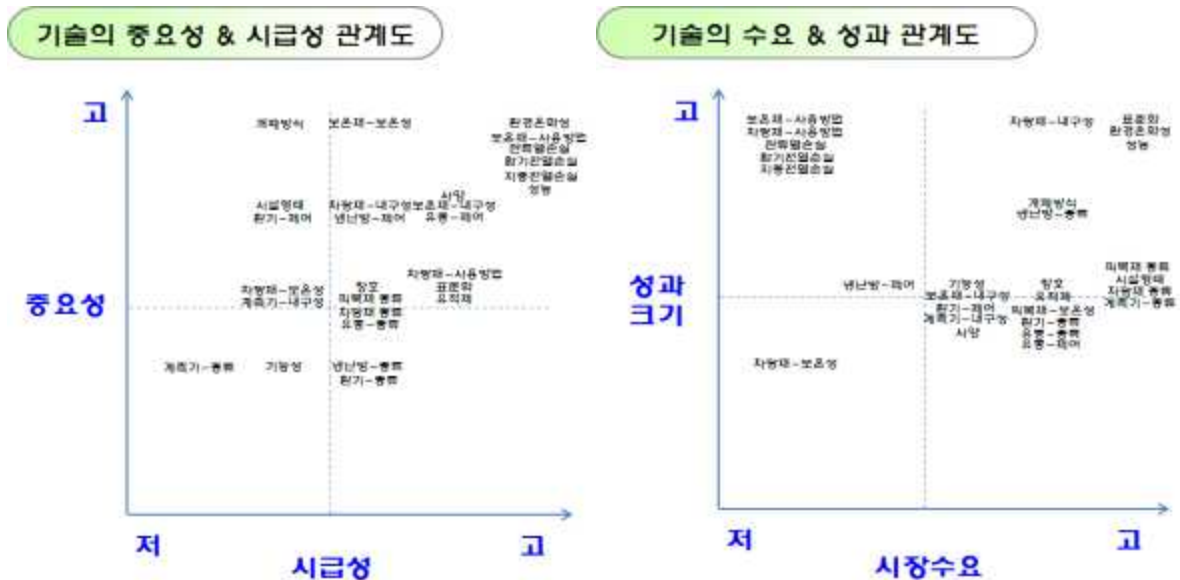 기술의 중요성 & 시급성 관계도
고
개폐방식
보온재-보온성
환경온화성
보온재-사용방법
관류열손실
환기전열손실
지중전열손실
성능
시설형태
환기-제어
차광재-내구성
냉난방-제어
사양
보온재-내구성
유동-제어
중요성
차광재-보온성
계측기-내구성
창호
피복재 종류
차광재 종류
유동-종류
차광재-사용방법
표준화
골격재
계측기-종류
기능성
냉난방-종류
환기-종류
저
시급성
고
기술의 수요 & 성과 관계도
고
보온재-사용방법
차광재-사용방법
관류열손실
환기전열손실
지중전열손실
차광재-내구성
표준화
환경온화성
성능
개폐방식
냉난방-종류
성과
크기
냉난방-제어
기능성
보온재-내구성
환기-제어
계측기-내구성
사양
창호
피복재-보온성
환기-종류
유동-종류
유동-제어
피복재 종류
시설형태
차광재 종류
계측기-종류
차광재-보온성
저
시장수요
고